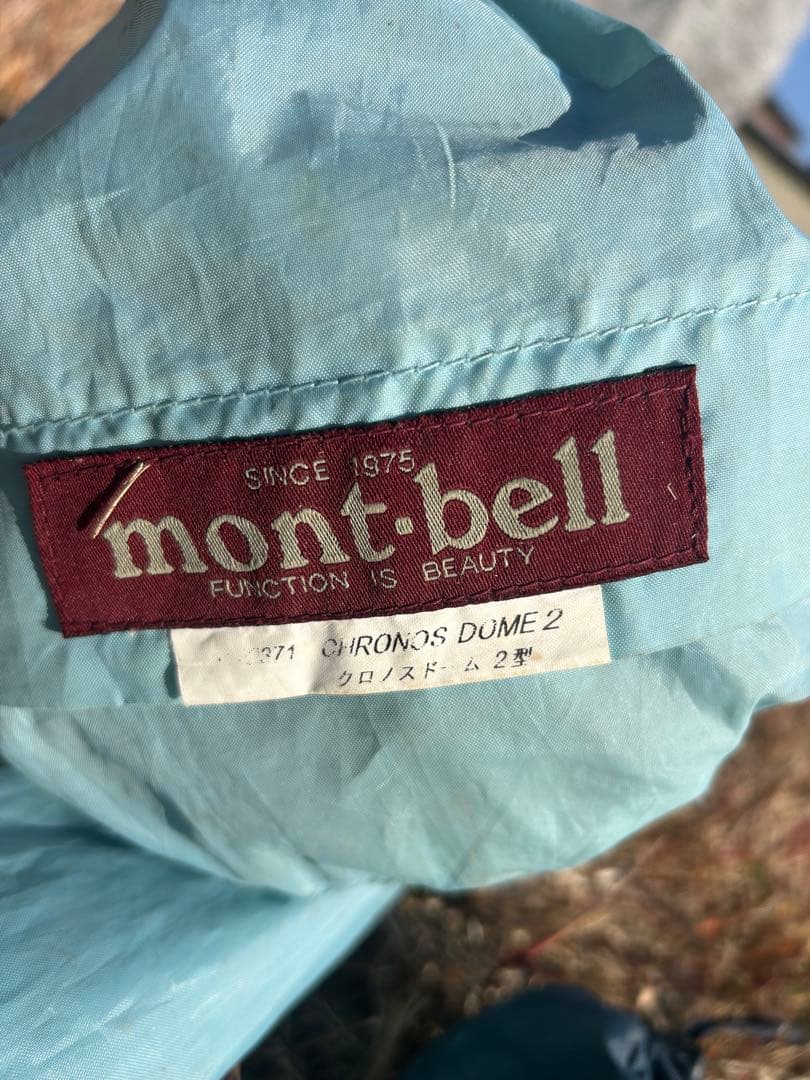 SINCE 1975
mont-bell
FUNCTION IS BEAUTY
CHRONOS DOME 2
クロノスドーム 2型